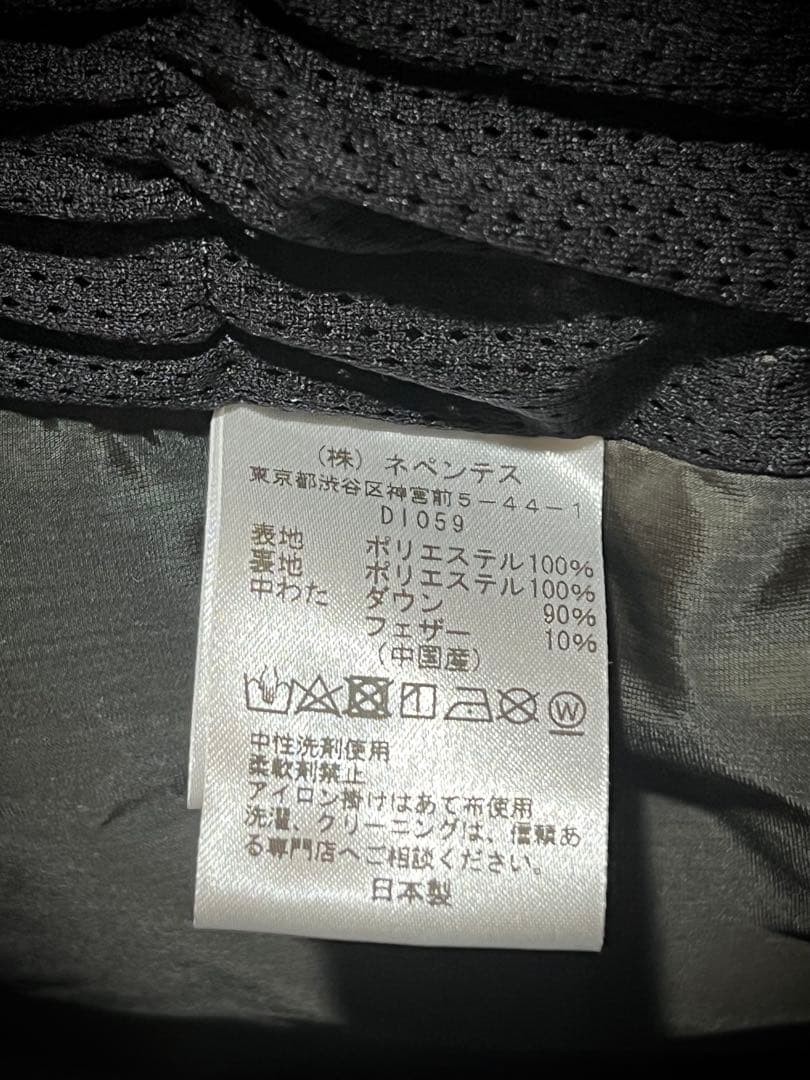 （株）ネペンテス
東京都渋谷区神宮前５－４４－１
DI059
表地 ポリエステル100%
裏地 ポリエステル100%
中わた ダウン 90%
フェザー 10%
（中国産）
W
中性洗剤使用
柔軟剤禁止
アイロン掛けはあて布使用
洗濯、クリーニングは、信頼あ
る専門店へご相談ください。
日本製